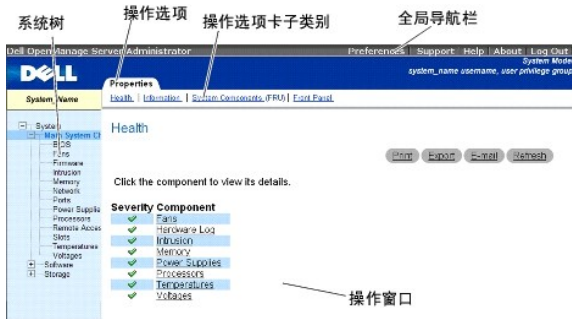 系统树
操作选项
操作选项卡子类别
全局导航栏
Dell OpenManage Server Administrator
Preferences | Support | Help | About | Log Out
DELL
System Mode
system_name username, user privilege group
Properties
System_Name
Health | Information | System Components (FRU) | Front Panel
System
Main System Ch
BIOS
Fans
Firmware
Intrusion
Memory
Network
Ports
Power Supplie
Processors
Remote Acces
Slots
Temperatures
Voltages
Software
Storage
Health
Print Export E-mail Refresh
Click the component to view its details.
Severity Component
Fans
Hardware Log
Intrusion
Memory
Power Supplies
Processors
Temperatures
Voltages
操作窗口